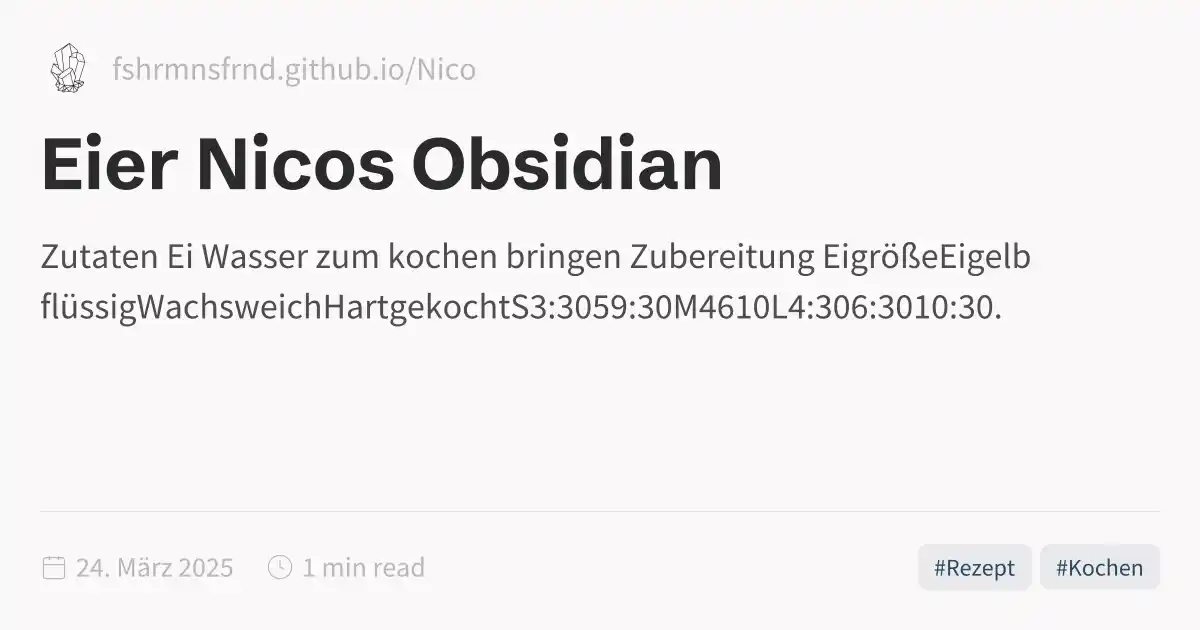 fshrmnsfrnd.github.io/Nico
Eier Nicos Obsidian
Zutaten Ei Wasser zum kochen bringen Zubereitung EigrößeEigelb
flüssigWachsweichHartgekochtS3:3059:30M4610L4:306:3010:30.
24. März 2025
1 min read
#Rezept
#Kochen